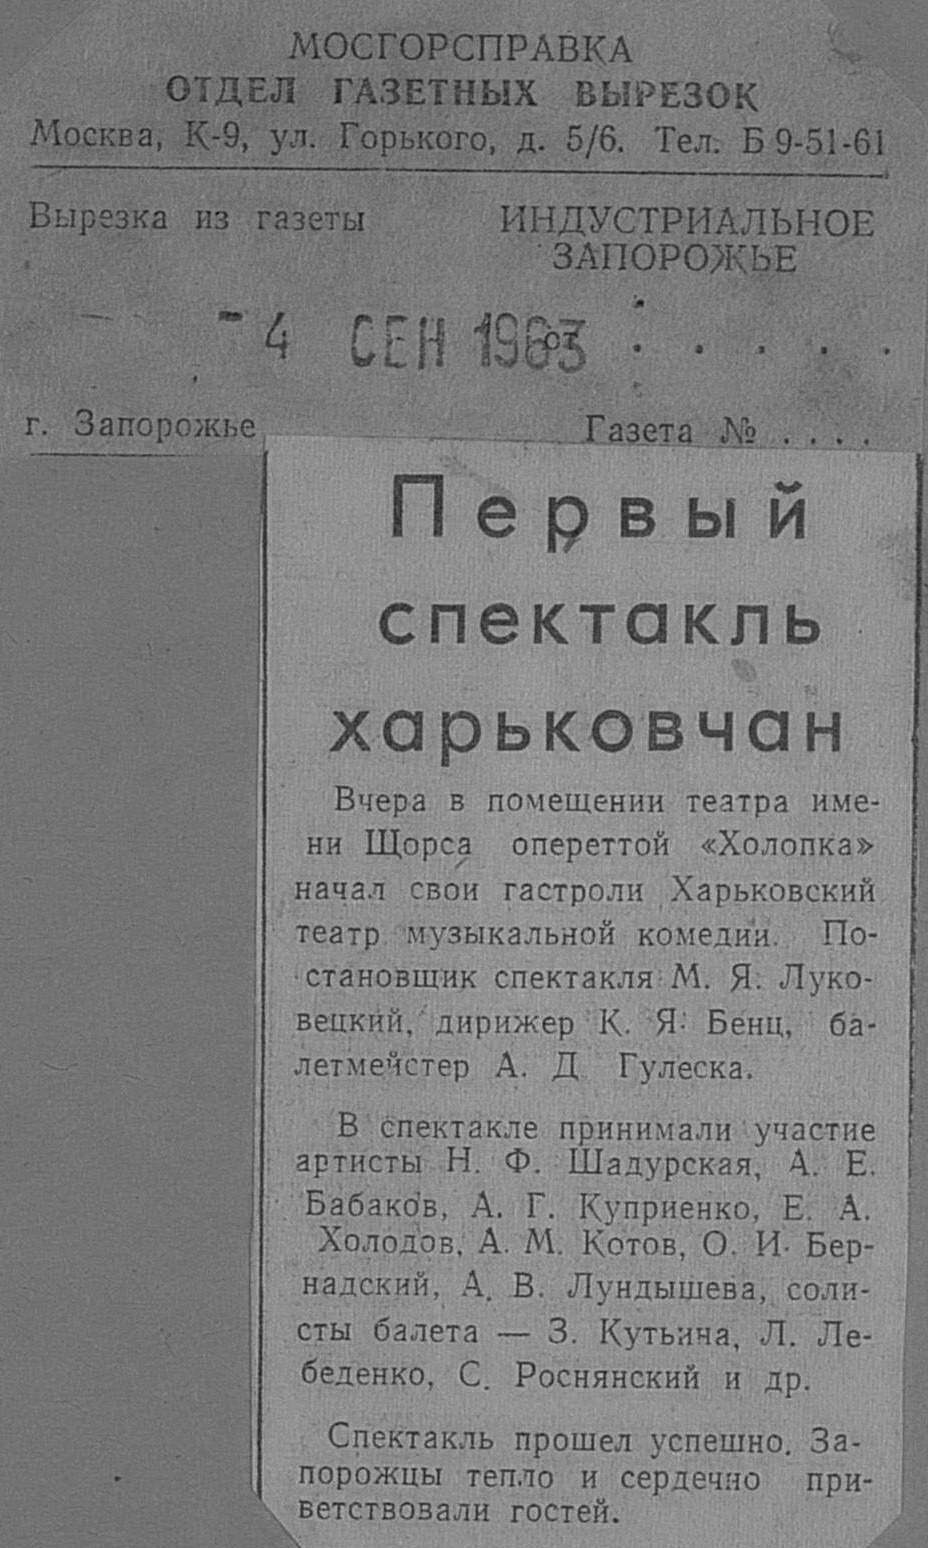 МОСГОРСПРАВКА
ОТДЕЛ ГАЗЕТНЫХ ВЫРЕЗОК
Москва, К-9, ул. Горького, д. 5/6. Тел. Б 9-51-61
Вырезка из газеты
ИНДУСТРИАЛЬНОЕ
ЗАПОРОЖЬЕ
- 4 СЕН 1963 . . . . .
г. Запорожье Газета № . . . .
Первый
спектакль
харьковчан
Вчера в помещении театра име-
ни Щорса опереттой «Холопка»
начал свои гастроли Харьковский
театр музыкальной комедии. По-
становщик спектакля М. Я. Луко-
вецкий, дирижер К. Я. Бенц, ба-
летмейстер А. Д Гулеска.
В спектакле принимали участие
артисты Н. Ф. Шадурская, А. Е.
Бабаков, А. Г. Куприенко, Е. А.
Холодов, А. М. Котов, О. И. Бер-
надский, А. В. Лундышева, соли-
сты балета — З. Кутьина, Л. Ле-
беденко, С. Роснянский и др.
Спектакль прошел успешно. За-
порожцы тепло и сердечно при-
ветствовали гостей.